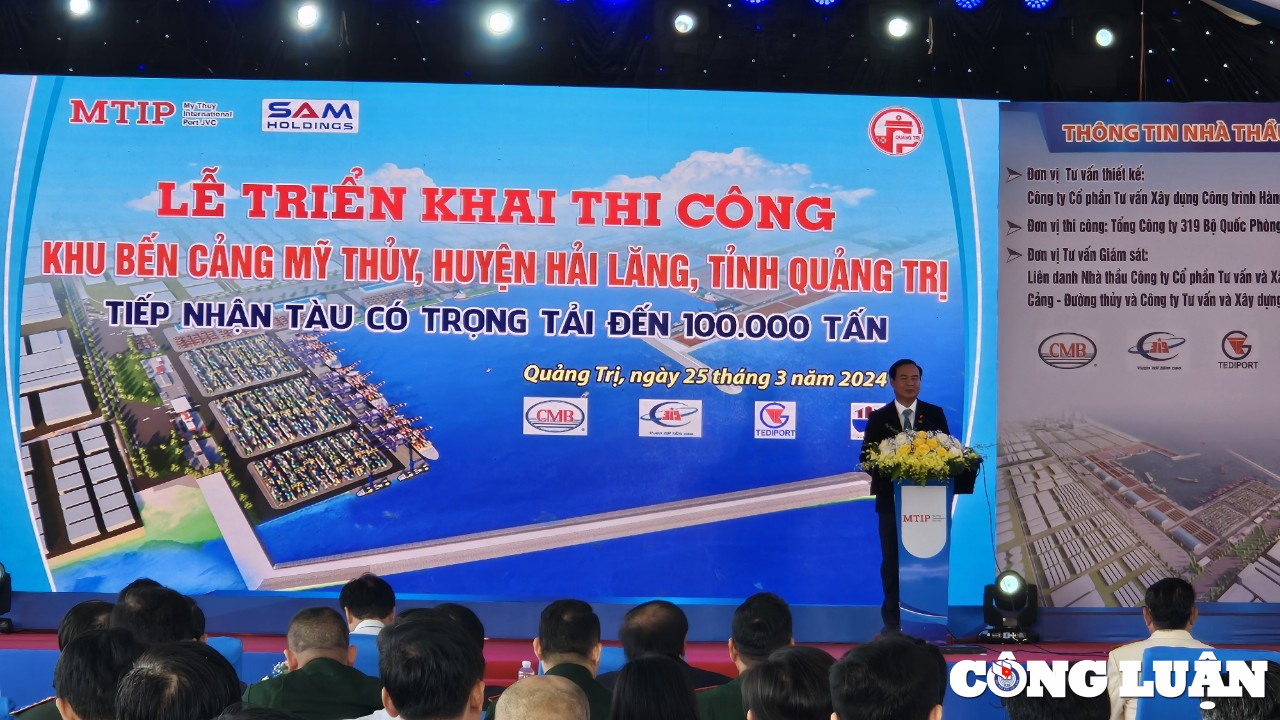 MTIP
My Thuy
International
Port JVC
SAM
HOLDINGS
QUẢNG TRỊ
LỄ TRIỂN KHAI THI CÔNG
KHU BẾN CẢNG MỸ THỦY, HUYỆN HẢI LĂNG, TỈNH QUẢNG TRỊ
TIẾP NHẬN TÀU CÓ TRỌNG TẢI ĐẾN 100.000 TẤN
Quảng Trị, ngày 25 tháng 3 năm 2024
CMB
TEDIPORT
THÔNG TIN NHÀ THẦU
Đơn vị Tư vấn thiết kế:
Công ty Cổ phần Tư vấn Xây dựng Công trình Hàn
Đơn vị thi công: Tổng Công ty 319 Bộ Quốc Phòng
Đơn vị Tư vấn Giám sát:
Liên danh Nhà thầu Công ty Cổ phần Tư vấn và Xâ
Cảng - Đường thủy và Công ty Tư vấn và Xây dựng
CMB
TEDIPORT
MTIP
CÔNG LUẬN